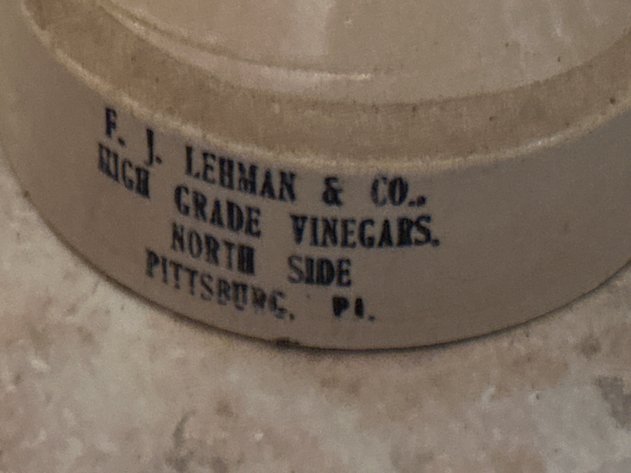 F. J. LEHMAN & CO.,
HIGH GRADE VINEGARS.
NORTH SIDE
PITTSBURG, PA.